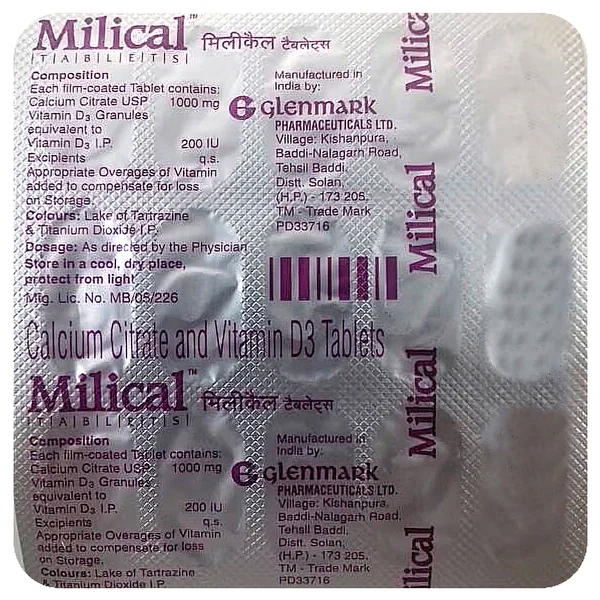 Milical™ मिलीकैल टैबलेट्स
|T|A|B|L|E|T|S|
Composition
Each film-coated Tablet contains:
Calcium Citrate USP 1000 mg
Vitamin D3 Granules
equivalent to
Vitamin D3 I.P. 200 IU
Excipients q.s.
Appropriate Overages of Vitamin
added to compensate for loss
on Storage.
Colours: Lake of Tartrazine
& Titanium Dioxide I.P.
Dosage: As directed by the Physician
Store in a cool, dry place,
protect from light
Mfg. Lic. No. MB/05/226
Manufactured in
India by:
glenmark
PHARMACEUTICALS LTD.
Village: Kishanpura,
Baddi-Nalagarh Road,
Tehsil Baddi,
Distt. Solan,
(H.P.) - 173 205.
TM - Trade Mark
PD33716
Calcium Citrate and Vitamin D3 Tablets
Milical™ मिलीकैल टैबलेट्स
|T|A|B|L|E|T|S|
Composition
Each film-coated Tablet contains:
Calcium Citrate USP 1000 mg
Vitamin D3 Granules
equivalent to
Vitamin D3 I.P. 200 IU
Excipients q.s.
Appropriate Overages of Vitamin
added to compensate for loss
on Storage.
Colours: Lake of Tartrazine
& Titanium Dioxide I.P.
Manufactured in
India by:
glenmark
PHARMACEUTICALS LTD.
Village: Kishanpura,
Baddi-Nalagarh Road,
Tehsil Baddi,
Distt. Solan,
(H.P.) - 173 205.
TM - Trade Mark
PD33716
Milica
Milical
Milical
Milical